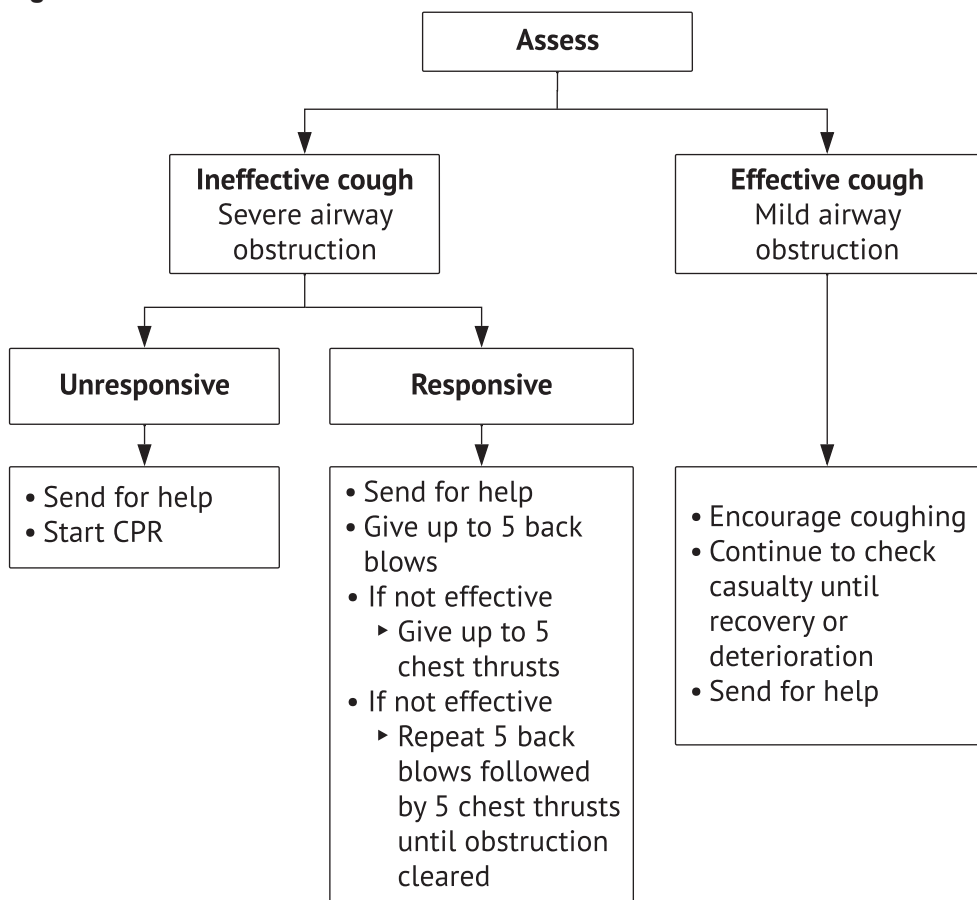 Assess
Ineffective cough
Severe airway
obstruction
Effective cough
Mild airway
obstruction
Unresponsive
Responsive
• Send for help
• Start CPR
• Send for help
• Give up to 5 back
blows
• If not effective
‣ Give up to 5
chest thrusts
• If not effective
‣ Repeat 5 back
blows followed
by 5 chest thrusts
until obstruction
cleared
• Encourage coughing
• Continue to check
casualty until
recovery or
deterioration
• Send for help